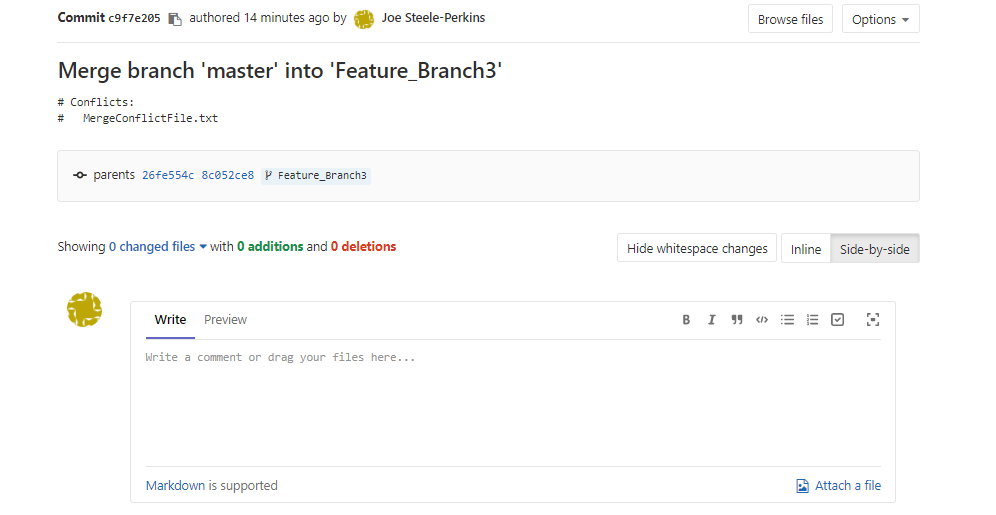 Commit c9f7e205 authored 14 minutes ago by Joe Steele-Perkins Browse files Options
Merge branch 'master' into 'Feature_Branch3'
# Conflicts:
#   MergeConflictFile.txt
parents 26fe554c 8c052ce8 Feature_Branch3
Showing 0 changed files with 0 additions and 0 deletions Hide whitespace changes Inline Side-by-side
Write Preview B I
Write a comment or drag your files here...
Markdown is supported Attach a file